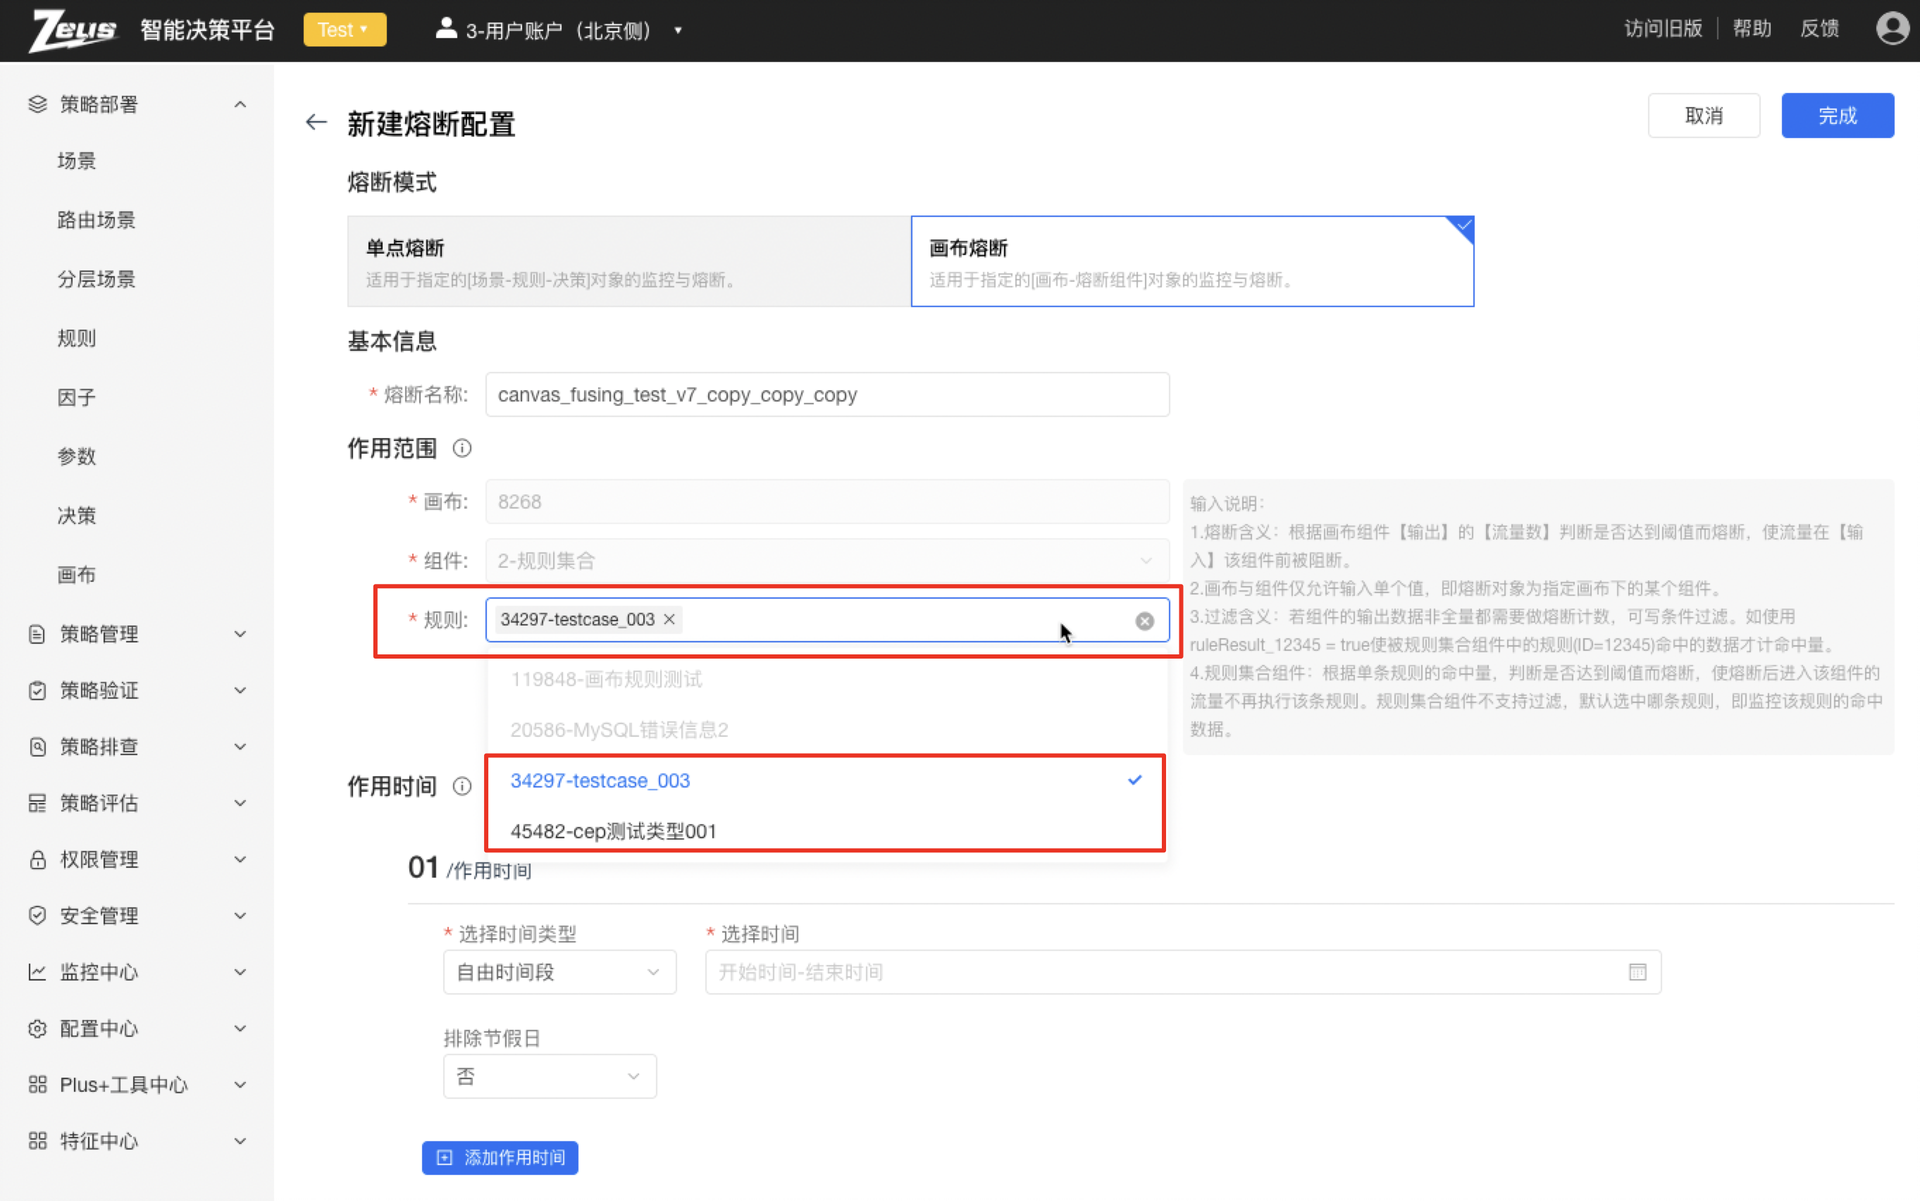 Zeus 智能决策平台 Test 3-用户账户（北京侧） 访问旧版 帮助 反馈
策略部署
场景
路由场景
分层场景
规则
因子
参数
决策
画布
策略管理
策略验证
策略排查
策略评估
权限管理
安全管理
监控中心
配置中心
Plus+工具中心
特征中心
新建熔断配置
取消 完成
熔断模式
单点熔断
适用于指定的[场景-规则-决策]对象的监控与熔断。
画布熔断
适用于指定的[画布-熔断组件]对象的监控与熔断。
基本信息
* 熔断名称: canvas_fusing_test_v7_copy_copy_copy
作用范围
* 画布: 8268
* 组件: 2-规则集合
* 规则: 34297-testcase_003
119848-画布规则测试
20586-MySQL错误信息2
34297-testcase_003
45482-cep测试类型001
输入说明：
1.熔断含义：根据画布组件【输出】的【流量数】判断是否达到阈值而熔断，使流量在【输
入】该组件前被阻断。
2.画布与组件仅允许输入单个值，即熔断对象为指定画布下的某个组件。
3.过滤含义：若组件的输出数据非全量都需要做熔断计数，可写条件过滤。如使用
ruleResult_12345 = true使被规则集合组件中的规则(ID=12345)命中的数据才计命中量。
4.规则集合组件：根据单条规则的命中量，判断是否达到阈值而熔断，使熔断后进入该组件的
流量不再执行该条规则。规则集合组件不支持过滤，默认选中哪条规则，即监控该规则的命中
数据。
作用时间
01 /作用时间
* 选择时间类型 * 选择时间
自由时间段 开始时间-结束时间
排除节假日
否
添加作用时间